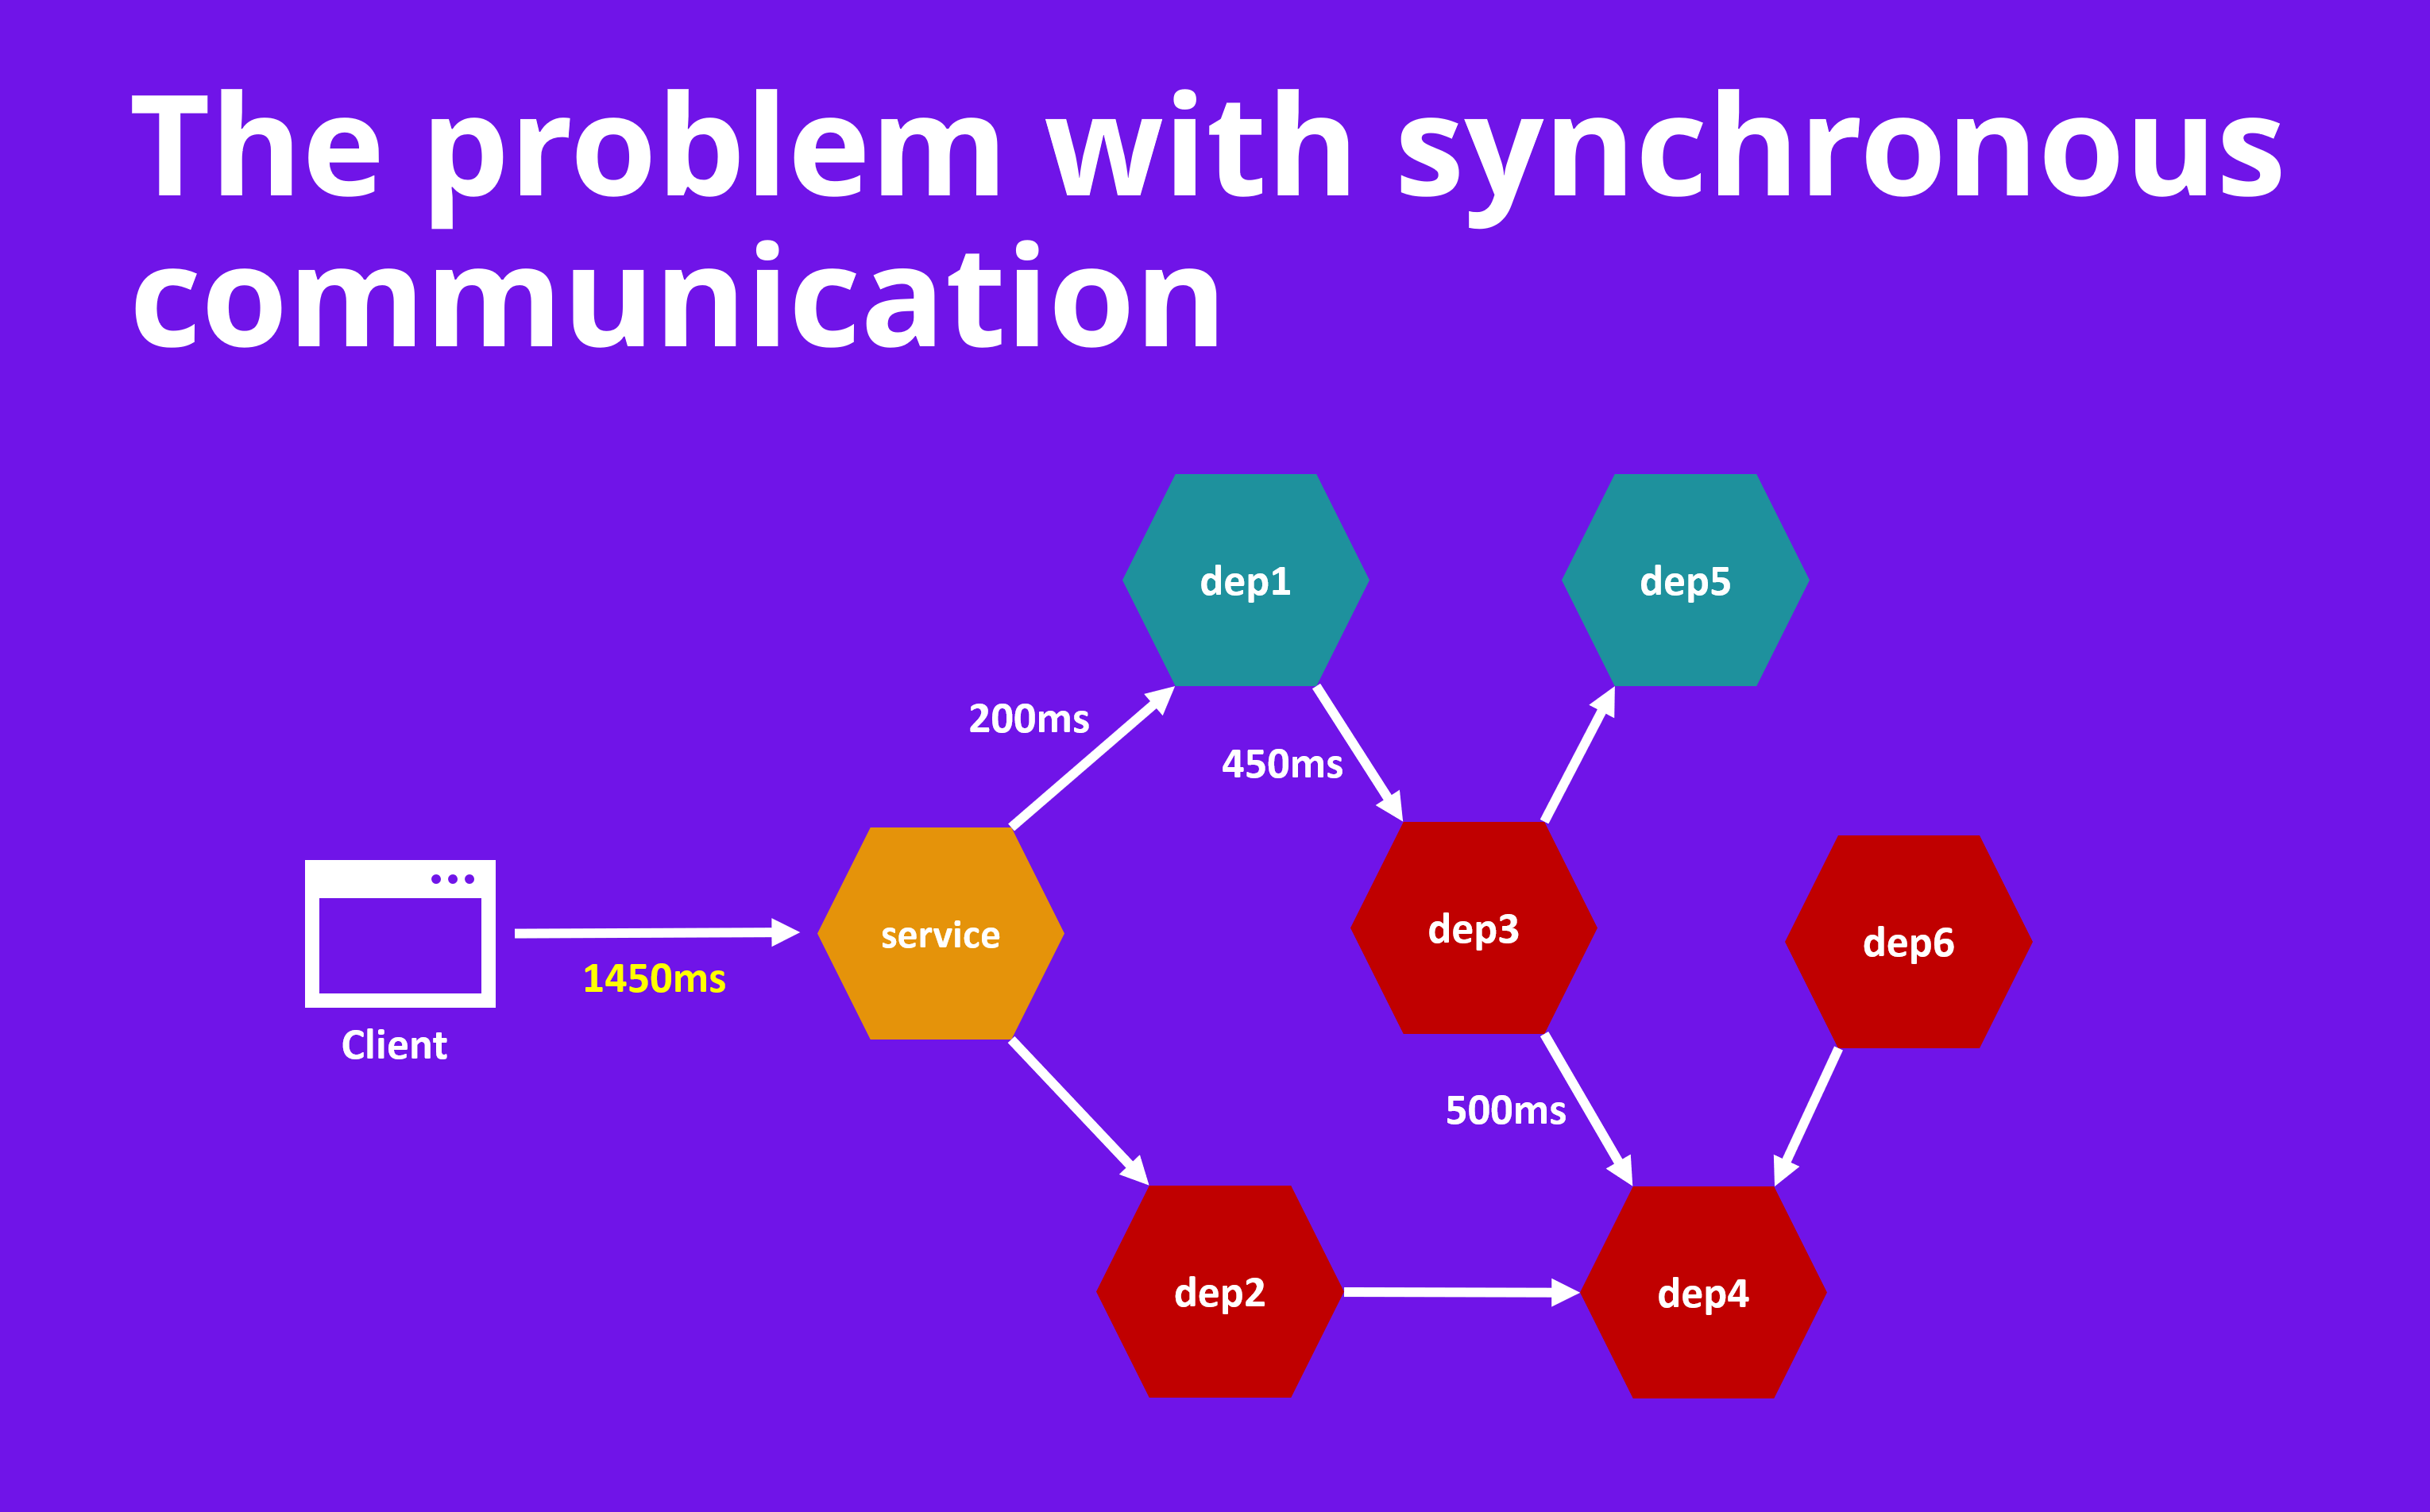 The problem with synchronous
communication
dep1
dep5
200ms
450ms
service
dep3
dep6
1450ms
Client
500ms
dep2
dep4